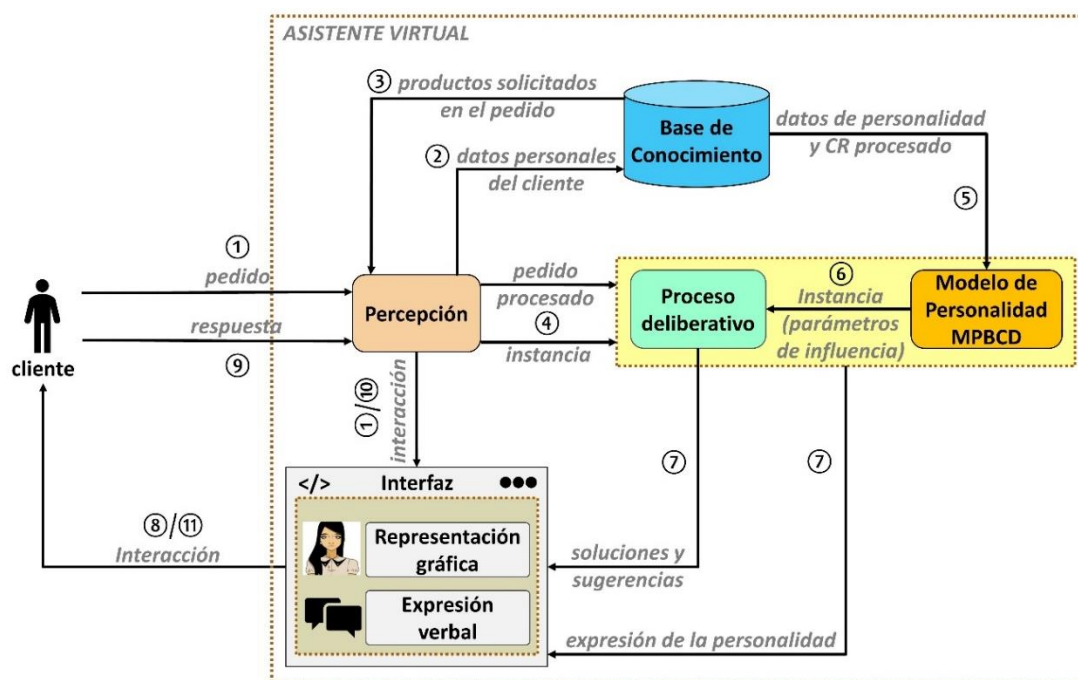 ASISTENTE VIRTUAL
③ productos solicitados
en el pedido
Base de
Conocimiento
datos de personalidad
y CR procesado
② datos personales
del cliente
⑤
①
pedido
Percepción
pedido
procesado
④
instancia
Proceso
deliberativo
⑥
Instancia
(parámetros
de influencia)
Modelo de
Personalidad
MPBCD
respuesta
⑨
cliente
①/⑩
interacción
⑦
⑦
</> Interfaz
Representación
gráfica
Expresión
verbal
⑧/⑪
Interacción
soluciones y
sugerencias
expresión de la personalidad